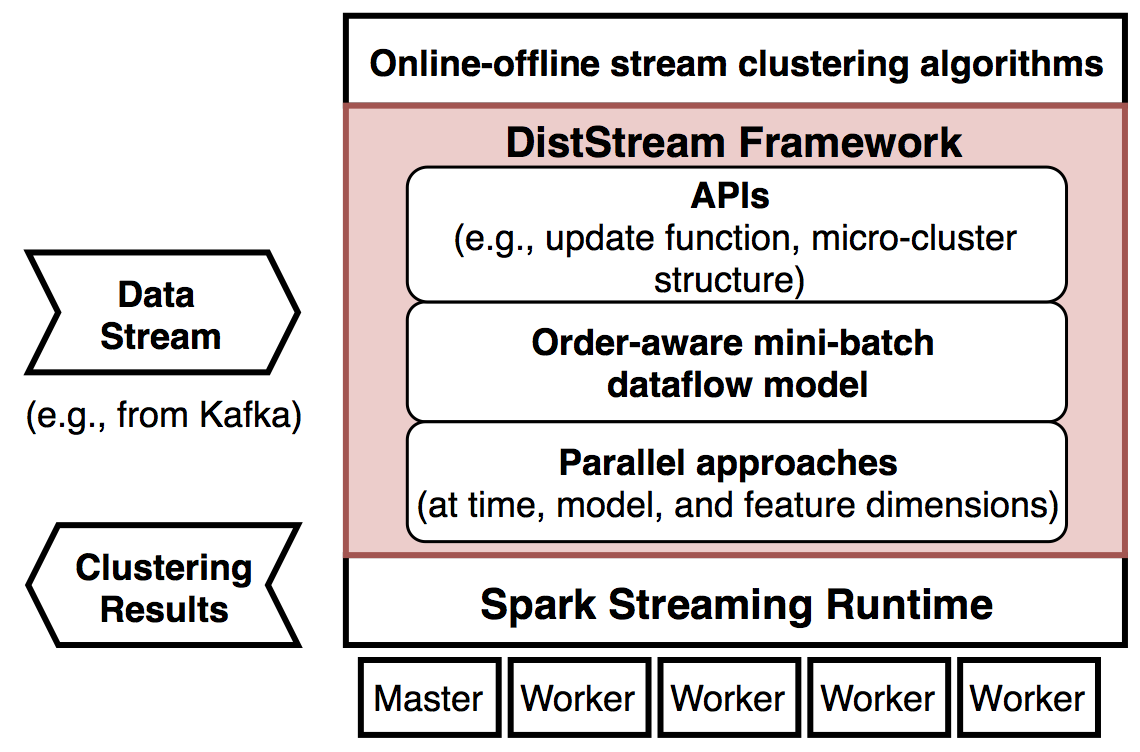 Online-offline stream clustering algorithms
DistStream Framework
APIs
(e.g., update function, micro-cluster
structure)
Order-aware mini-batch
dataflow model
Parallel approaches
(at time, model, and feature dimensions)
Spark Streaming Runtime
Master Worker Worker Worker Worker
Data
Stream
(e.g., from Kafka)
Clustering
Results